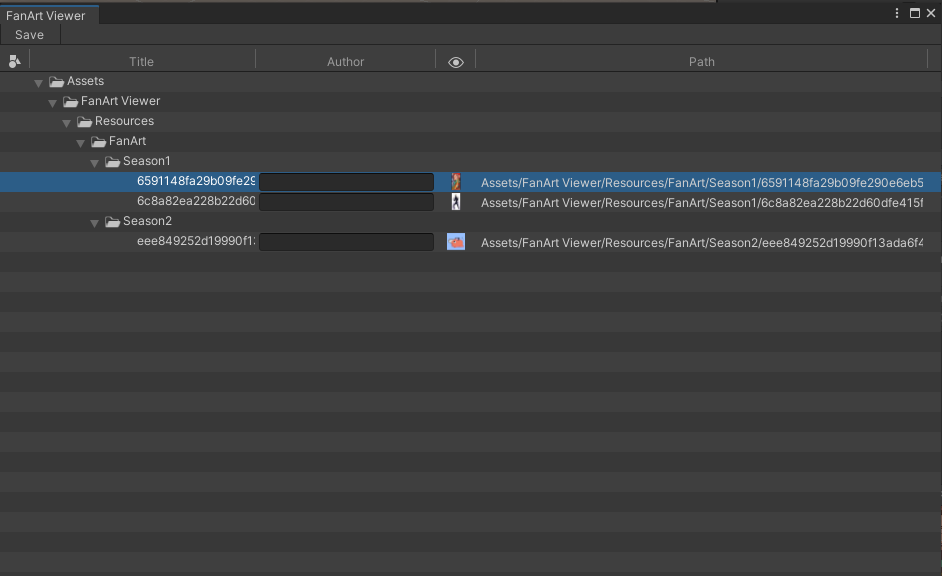 FanArt Viewer
Save
Title Author Path
Assets
FanArt Viewer
Resources
FanArt
Season1
6591148fa29b09fe29 Assets/FanArt Viewer/Resources/FanArt/Season1/6591148fa29b09fe290e6eb5
6c8a82ea228b22d60 Assets/FanArt Viewer/Resources/FanArt/Season1/6c8a82ea228b22d60dfe415f
Season2
eee849252d19990f13 Assets/FanArt Viewer/Resources/FanArt/Season2/eee849252d19990f13ada6f4